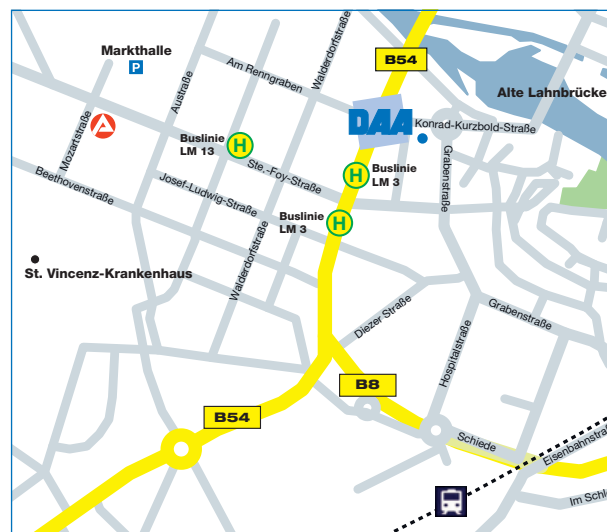 Markthalle
P
Austraße
Mozartstraße
Am Renngraben
Walderdorfstraße
B54
Alte Lahnbrücke
DAA
Konrad-Kurzbold-Straße
Buslinie
LM 13
H
Ste.-Foy-Straße
H
Buslinie
LM 3
Grabenstraße
Beethovenstraße
Josef-Ludwig-Straße
Buslinie
LM 3
H
Walderdorfstraße
St. Vincenz-Krankenhaus
Diezer Straße
Grabenstraße
Hospitalstraße
B8
B54
Schiede
Eisenbahnstraß
Im Schl